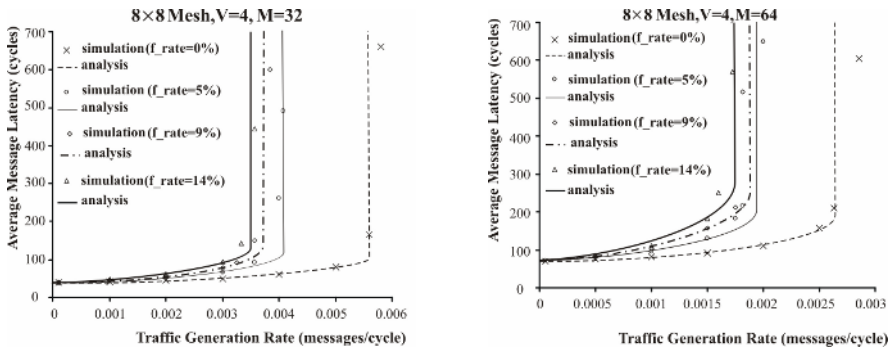 8×8 Mesh,V=4, M=32
Average Message Latency (cycles)
700
600
500
400
300
200
100
0
simulation(f_rate=0%)
analysis
simulation(f_rate=5%)
analysis
simulation(f_rate=9%)
analysis
simulation(f_rate=14%)
analysis
0
0.001
0.002
0.003
0.004
0.005
0.006
Traffic Generation Rate (messages/cycle)
8×8 Mesh,V=4,M=64
Average Message Latency (cycles)
700
600
500
400
300
200
100
0
simulation(f_rate=0%)
analysis
simulation(f_rate=5%)
analysis
simulation(f_rate=9%)
analysis
simulation(f_rate=14%)
analysis
0
0.0005
0.001
0.0015
0.002
0.0025
0.003
Traffic Generation Rate (messages/cycle)